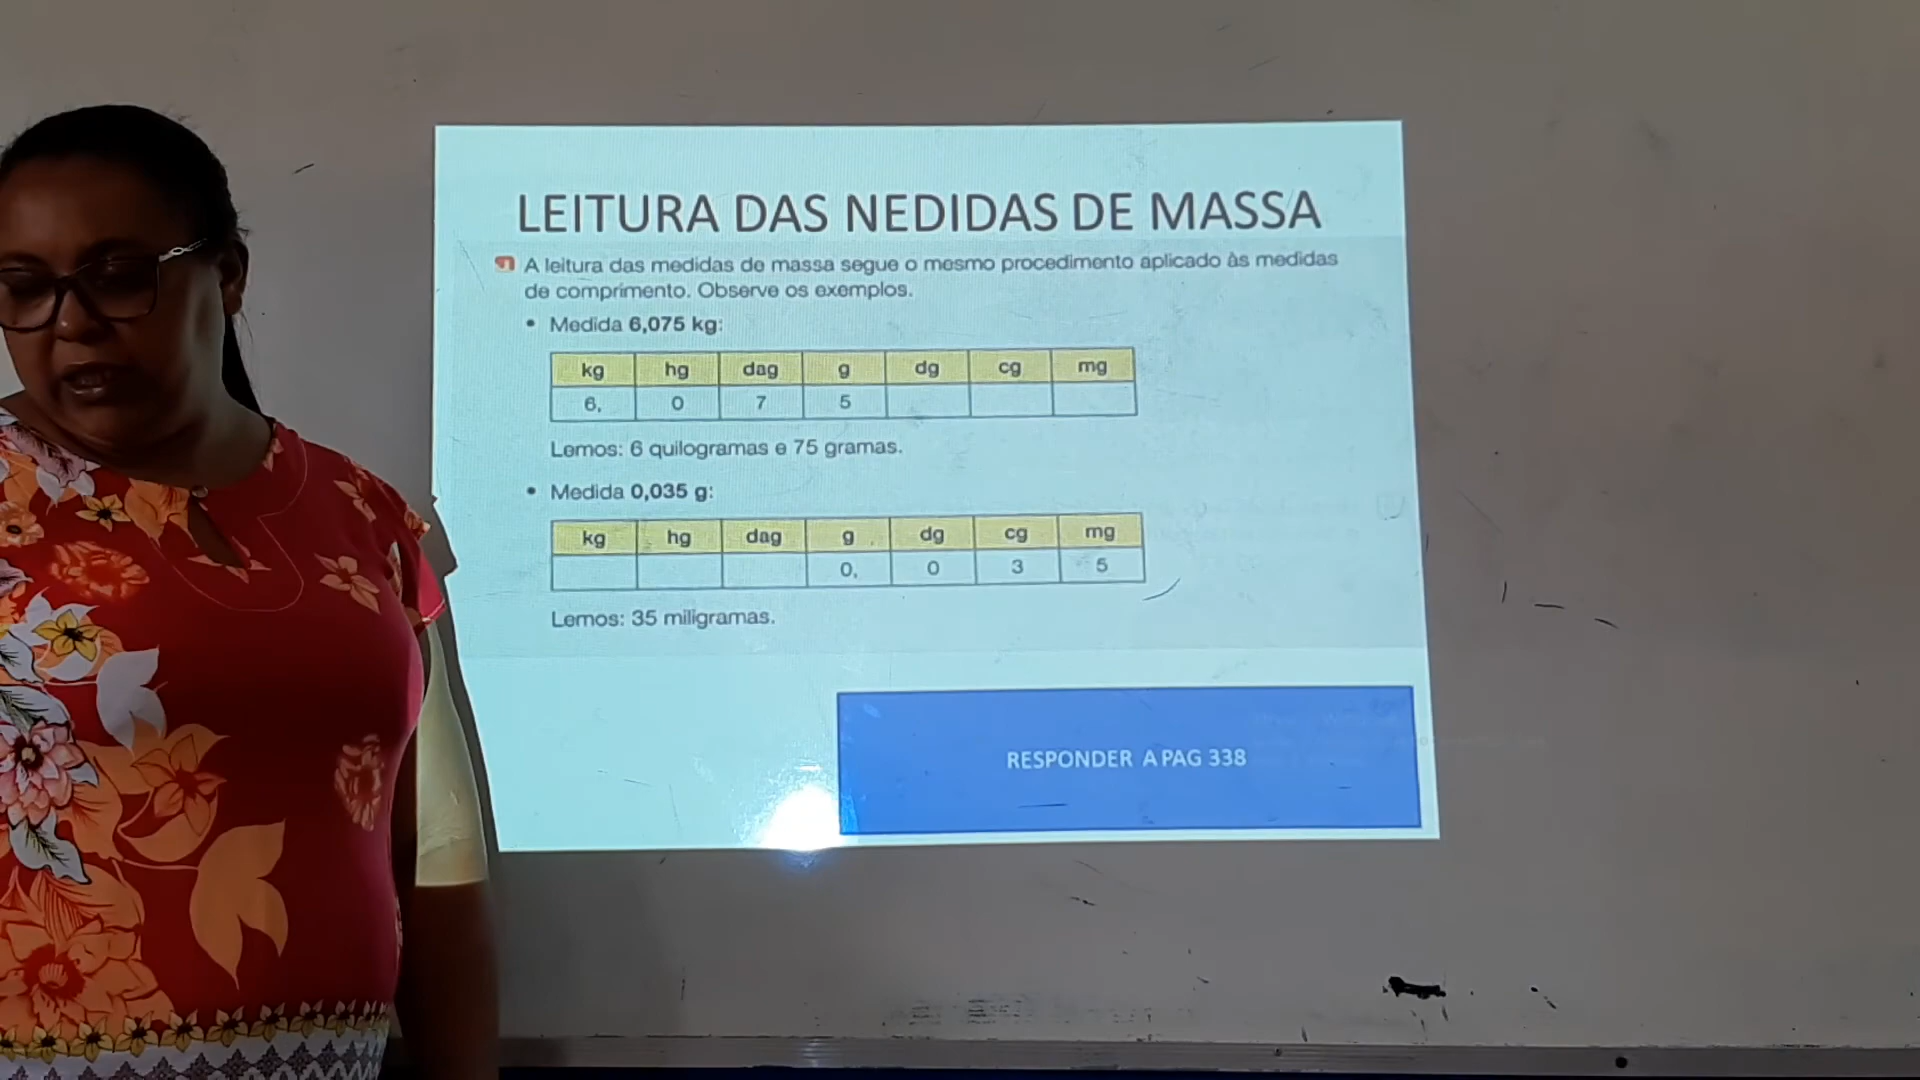 LEITURA DAS NEDIDAS DE MASSA
A leitura das medidas de massa segue o mesmo procedimento aplicado às medidas
de comprimento. Observe os exemplos.
• Medida 6,075 kg:
kg hg dag g dg cg mg
6, 0 7 5
Lemos: 6 quilogramas e 75 gramas.
• Medida 0,035 g:
kg hg dag g dg cg mg
0, 0 3 5
Lemos: 35 miligramas.
RESPONDER A PAG 338